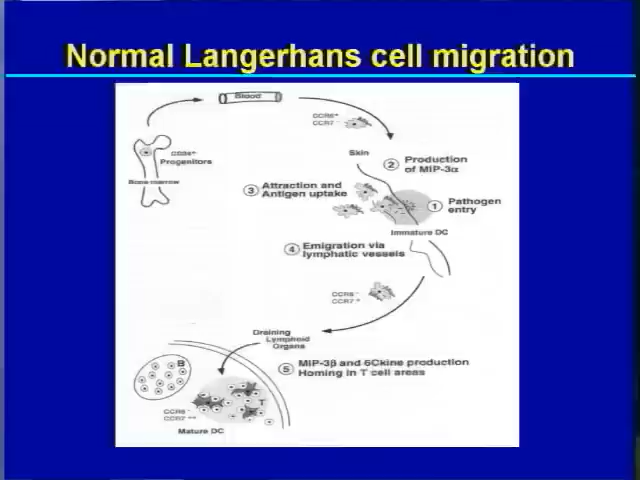 Normal Langerhans cell migration
Blood
CCR6+
CCR7-
CD34+
Progenitors
Bone marrow
Skin
2 Production
of MIP-3α
3 Attraction and
Antigen uptake
1 Pathogen
entry
Immature DC
4 Emigration via
lymphatic vessels
CCR6-
CCR7+
Draining
Lymphoid
Organs
5 MIP-3β and 6Ckine production
Homing in T cell areas
B
T
CCR6-
CCR7++
Mature DC